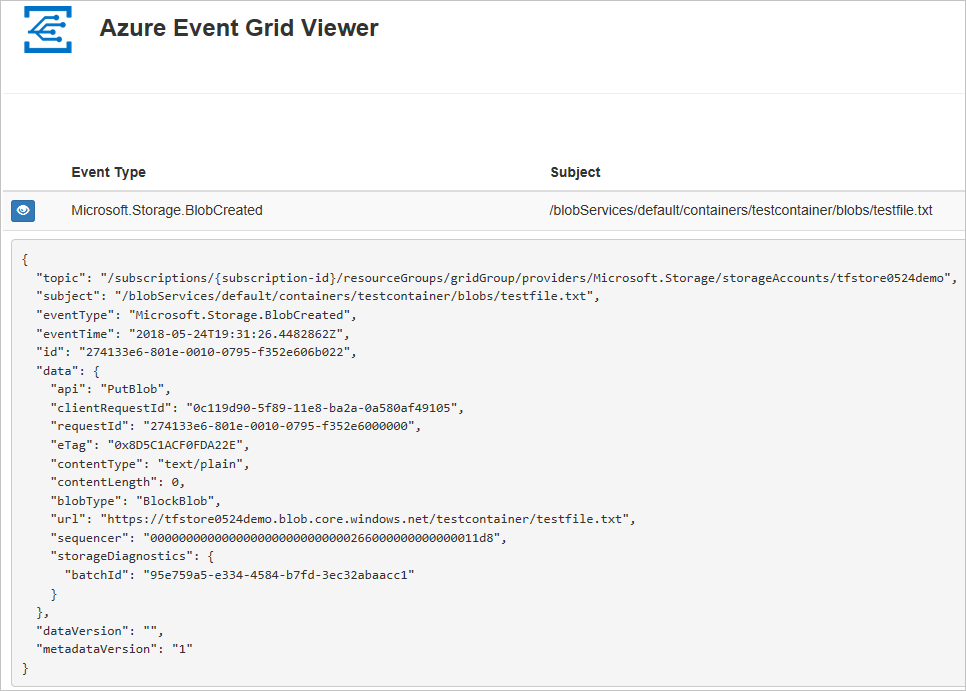 Azure Event Grid Viewer
Event Type Subject
Microsoft.Storage.BlobCreated /blobServices/default/containers/testcontainer/blobs/testfile.txt
{
"topic": "/subscriptions/{subscription-id}/resourceGroups/gridGroup/providers/Microsoft.Storage/storageAccounts/tfstore0524demo",
"subject": "/blobServices/default/containers/testcontainer/blobs/testfile.txt",
"eventType": "Microsoft.Storage.BlobCreated",
"eventTime": "2018-05-24T19:31:26.4482862Z",
"id": "274133e6-801e-0010-0795-f352e606b022",
"data": {
"api": "PutBlob",
"clientRequestId": "0c119d90-5f89-11e8-ba2a-0a580af49105",
"requestId": "274133e6-801e-0010-0795-f352e6000000",
"eTag": "0x8D5C1ACF0FDA22E",
"contentType": "text/plain",
"contentLength": 0,
"blobType": "BlockBlob",
"url": "https://tfstore0524demo.blob.core.windows.net/testcontainer/testfile.txt",
"sequencer": "000000000000000000000000000002660000000000000011d8",
"storageDiagnostics": {
"batchId": "95e759a5-e334-4584-b7fd-3ec32abaacc1"
}
},
"dataVersion": "",
"metadataVersion": "1"
}